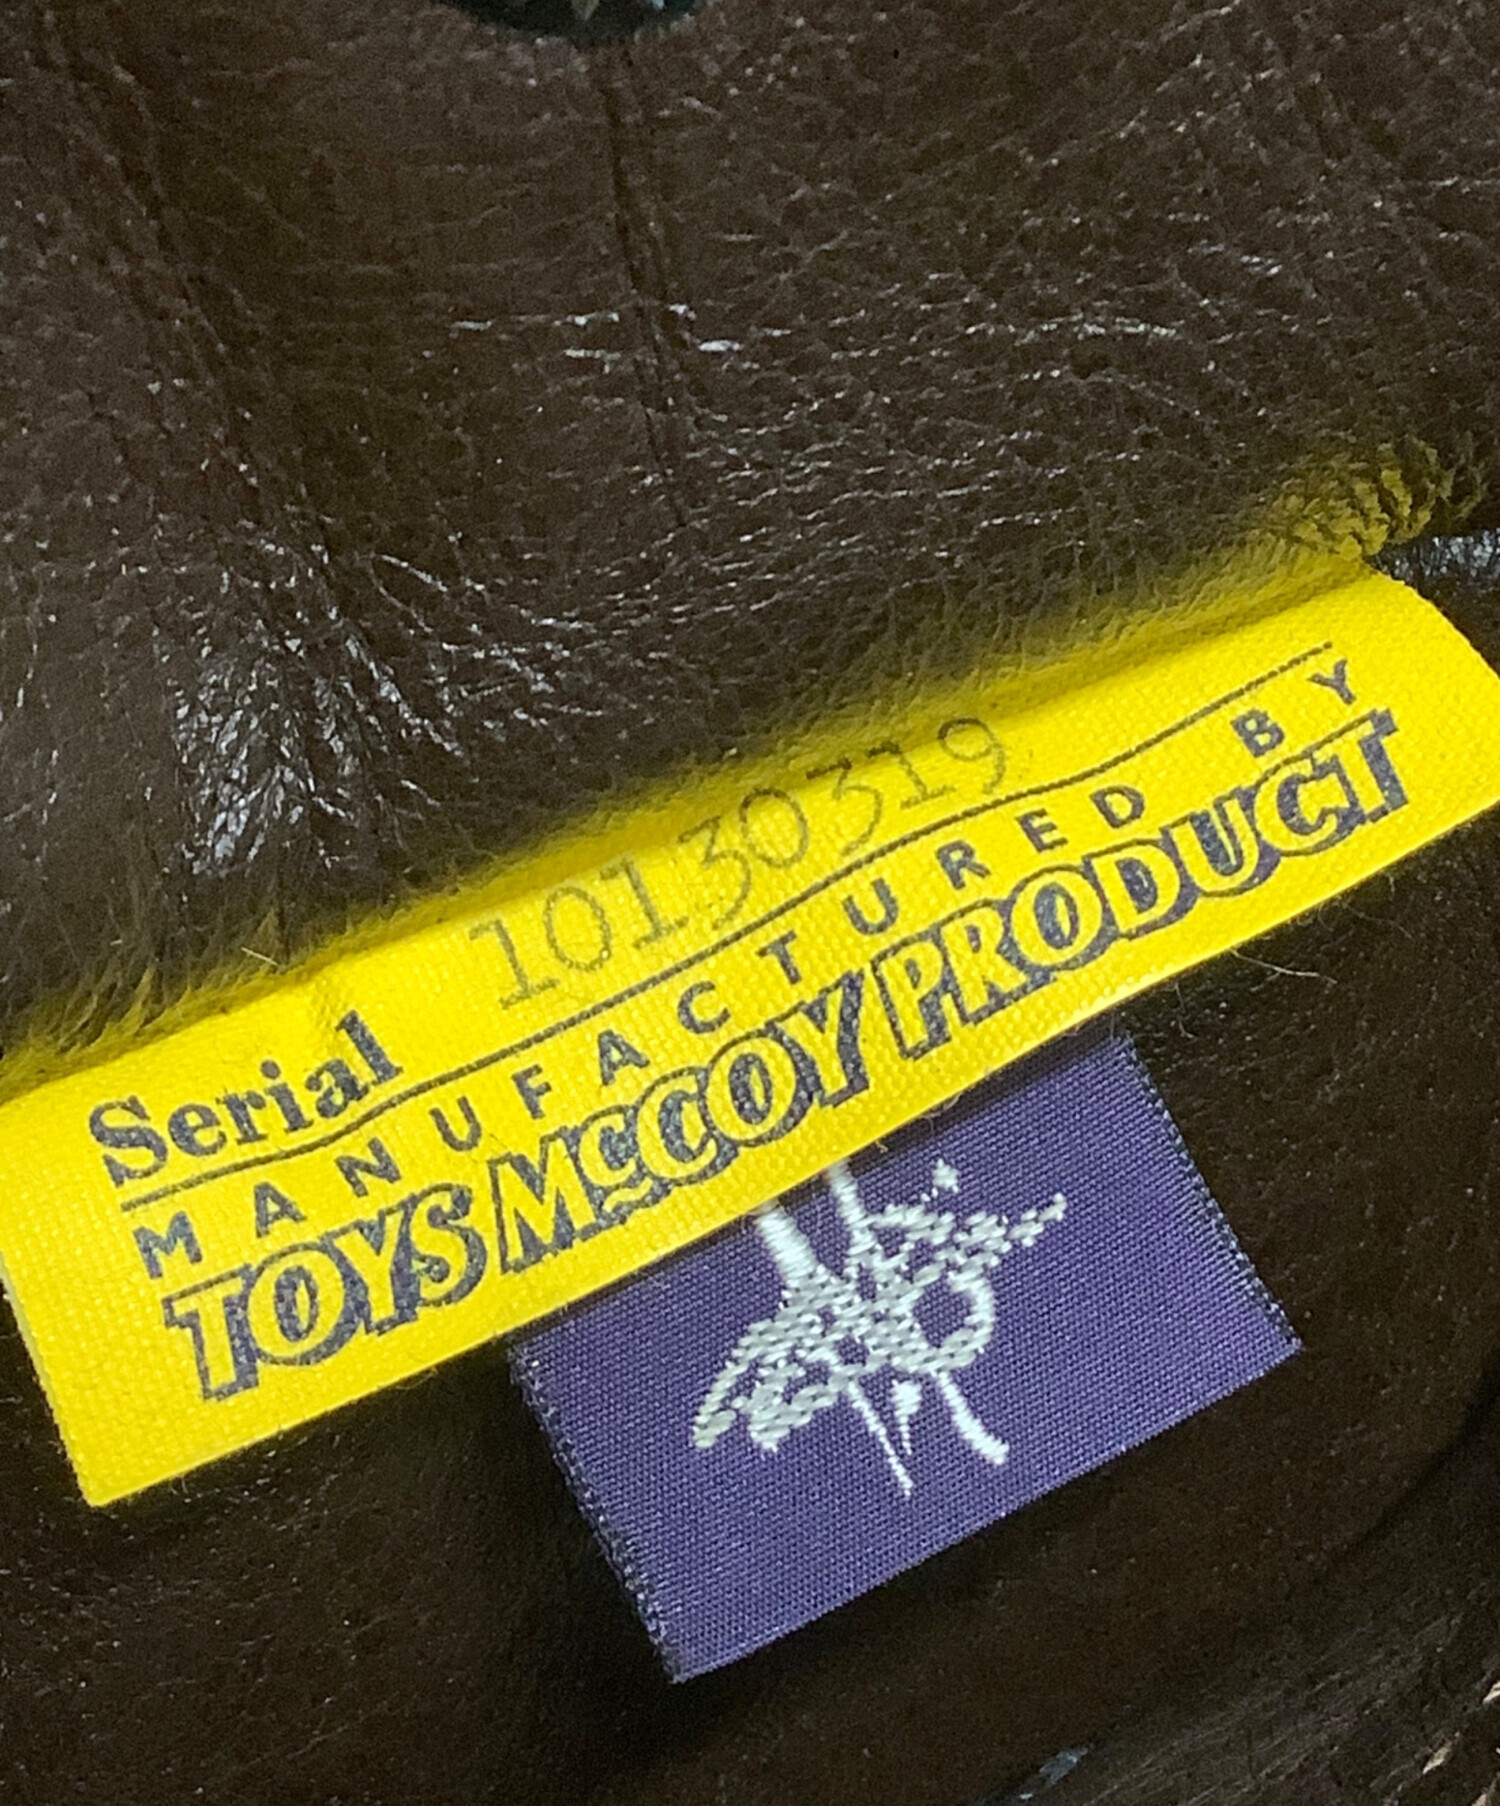 Serial 10130319
MANUFACTURED BY
TOYS McCOY PRODUCT